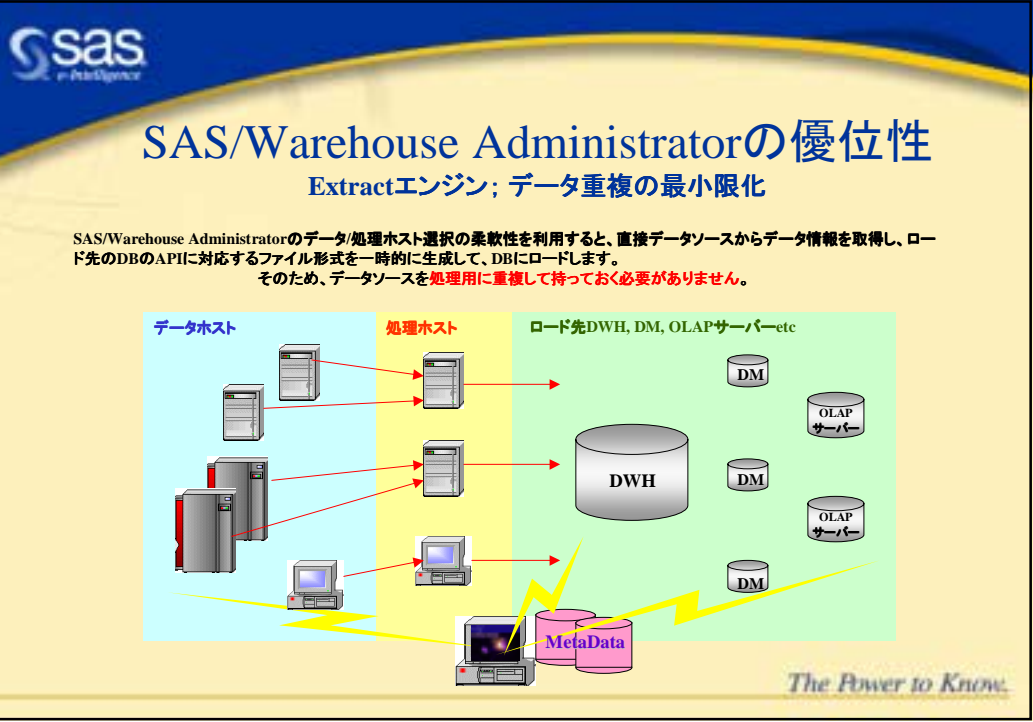 sas
e-Intelligence
SAS/Warehouse Administratorの優位性
Extractエンジン; データ重複の最小限化
SAS/Warehouse Administratorのデータ/処理ホスト選択の柔軟性を利用すると、直接データソースからデータ情報を取得し、ロー
ド先のDBのAPIに対応するファイル形式を一時的に生成して、DBにロードします。
そのため、データソースを処理用に重複して持っておく必要がありません。
データホスト
処理ホスト
ロード先DWH, DM, OLAPサーバーetc
DM
OLAP
サーバー
DWH
DM
OLAP
サーバー
DM
MetaData
The Power to Know.